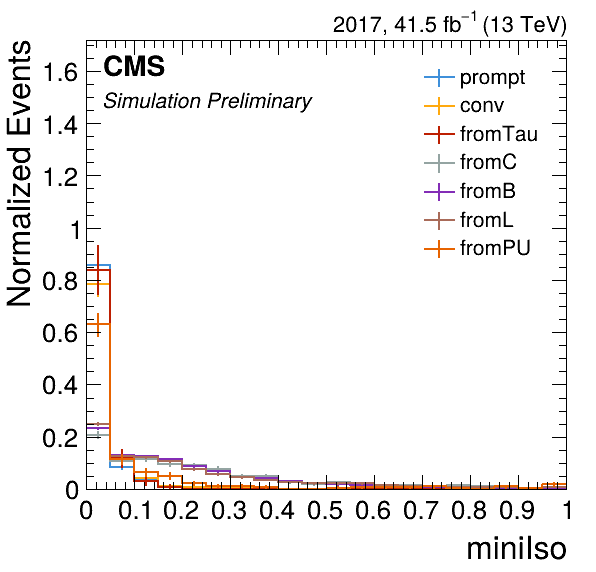 2017, 41.5 fb⁻¹ (13 TeV)
CMS
Simulation Preliminary
prompt
conv
fromTau
fromC
fromB
fromL
fromPU
Normalized Events
1.6
1.4
1.2
1
0.8
0.6
0.4
0.2
0
0 0.1 0.2 0.3 0.4 0.5 0.6 0.7 0.8 0.9 1
miniIso